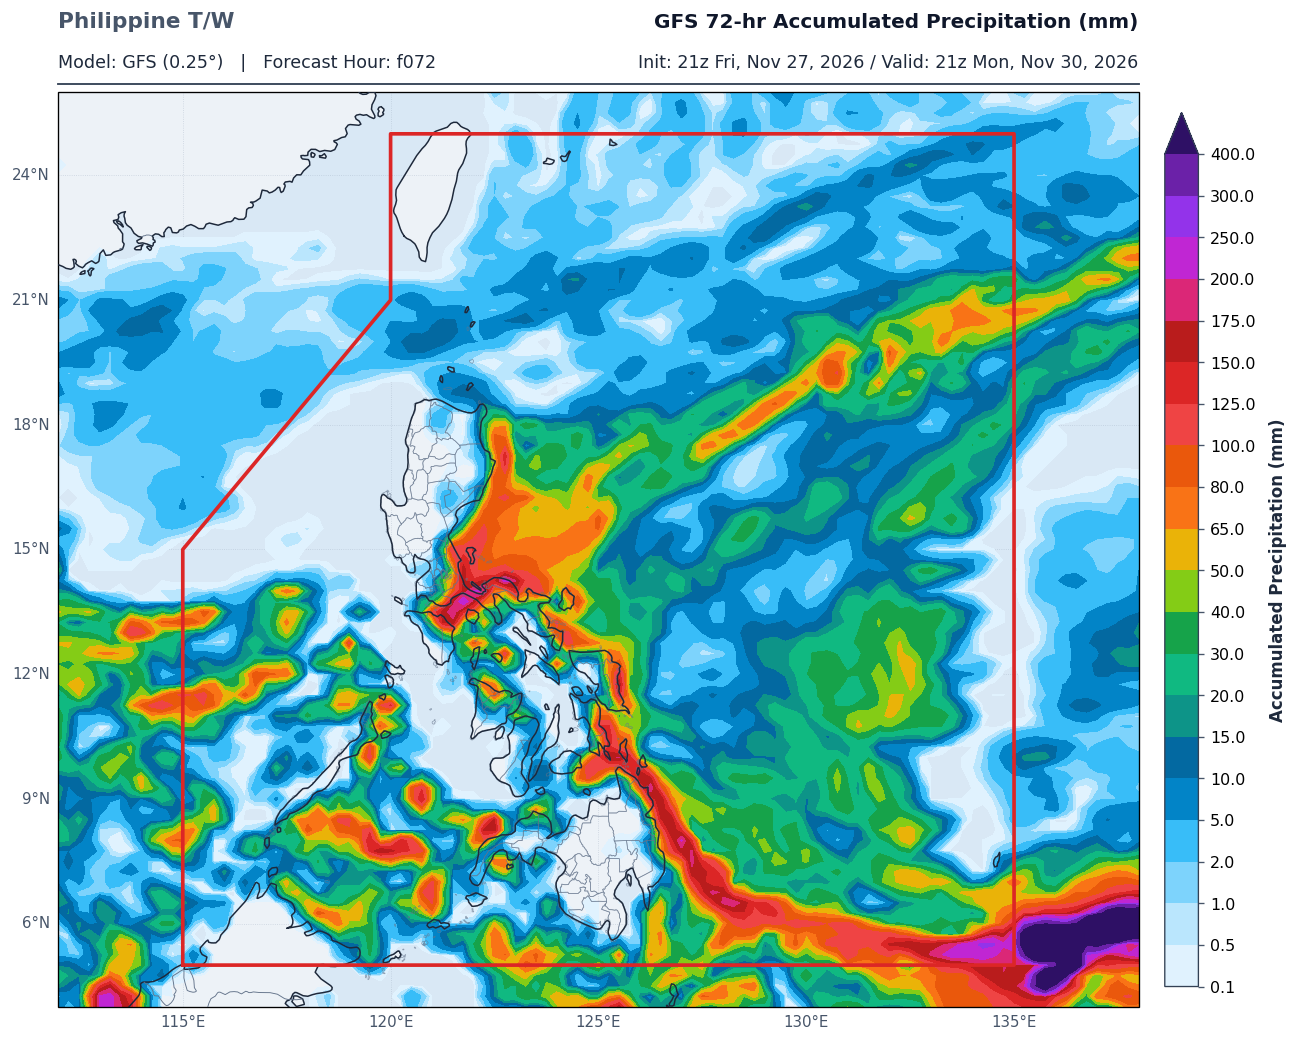 Philippine T/W
GFS 72-hr Accumulated Precipitation (mm)
Model: GFS (0.25°)   |   Forecast Hour: f072
Init: 21z Fri, Nov 27, 2026 / Valid: 21z Mon, Nov 30, 2026
24°N
21°N
18°N
15°N
12°N
9°N
6°N
115°E
120°E
125°E
130°E
135°E
400.0
300.0
250.0
200.0
175.0
150.0
125.0
100.0
80.0
65.0
50.0
40.0
30.0
20.0
15.0
10.0
5.0
2.0
1.0
0.5
0.1
Accumulated Precipitation (mm)